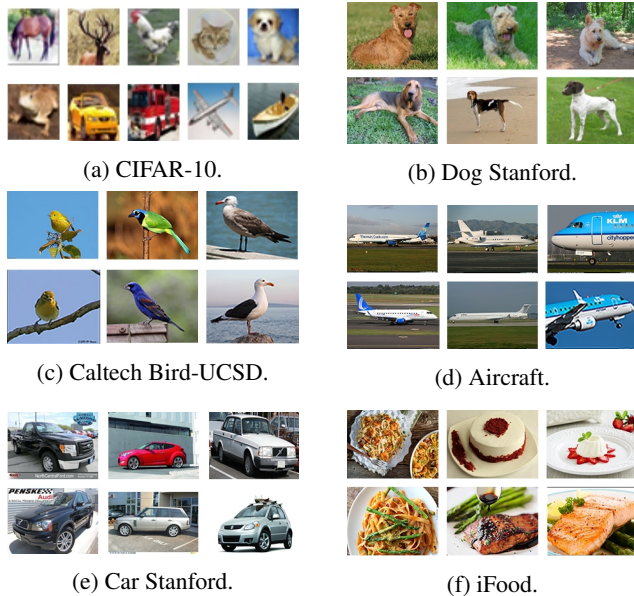 (a) CIFAR-10.
(b) Dog Stanford.
(c) Caltech Bird-UCSD.
KLM
cityhopper
(d) Aircraft.
PENSKE
(e) Car Stanford.
(f) iFood.